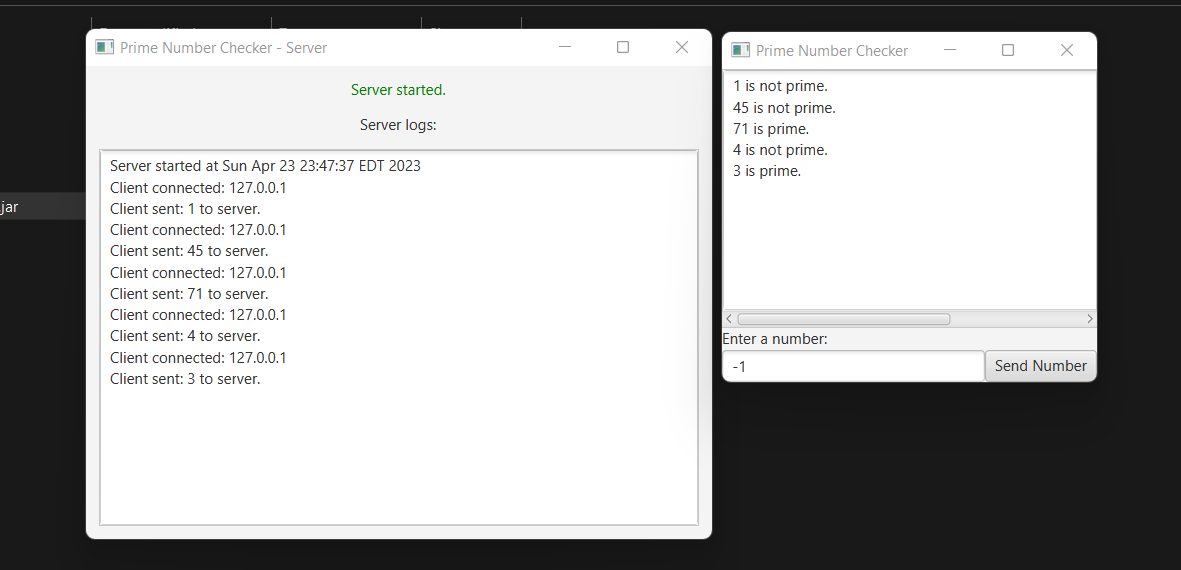 jar
Prime Number Checker - Server
Server started.
Server logs:
Server started at Sun Apr 23 23:47:37 EDT 2023
Client connected: 127.0.0.1
Client sent: 1 to server.
Client connected: 127.0.0.1
Client sent: 45 to server.
Client connected: 127.0.0.1
Client sent: 71 to server.
Client connected: 127.0.0.1
Client sent: 4 to server.
Client connected: 127.0.0.1
Client sent: 3 to server.
Prime Number Checker
1 is not prime.
45 is not prime.
71 is prime.
4 is not prime.
3 is prime.
Enter a number:
-1
Send Number